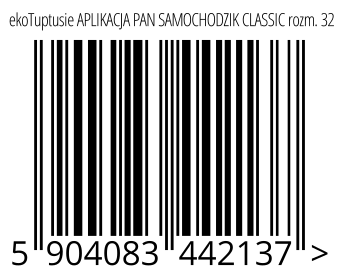 ekoTuptusie APLIKACJA PAN SAMOCHODZIK CLASSIC rozm. 32
5 904083 442137 >